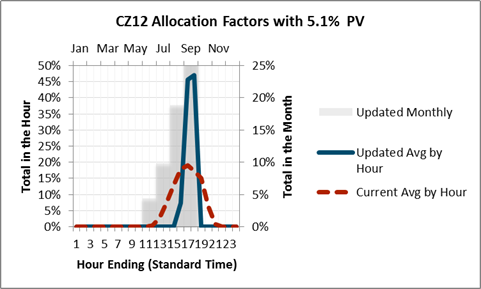 CZ12 Allocation Factors with 5.1% PV
Jan Mar May Jul Sep Nov
50% 25%
45%
40% 20%
35%
30% 15%
25%
20% 10%
15%
10% 5%
5%
0% 0%
Total in the Hour
Total in the Month
1 3 5 7 9 11 13 15 17 19 21 23
Hour Ending (Standard Time)
Updated Monthly
Updated Avg by
Hour
Current Avg by Hour